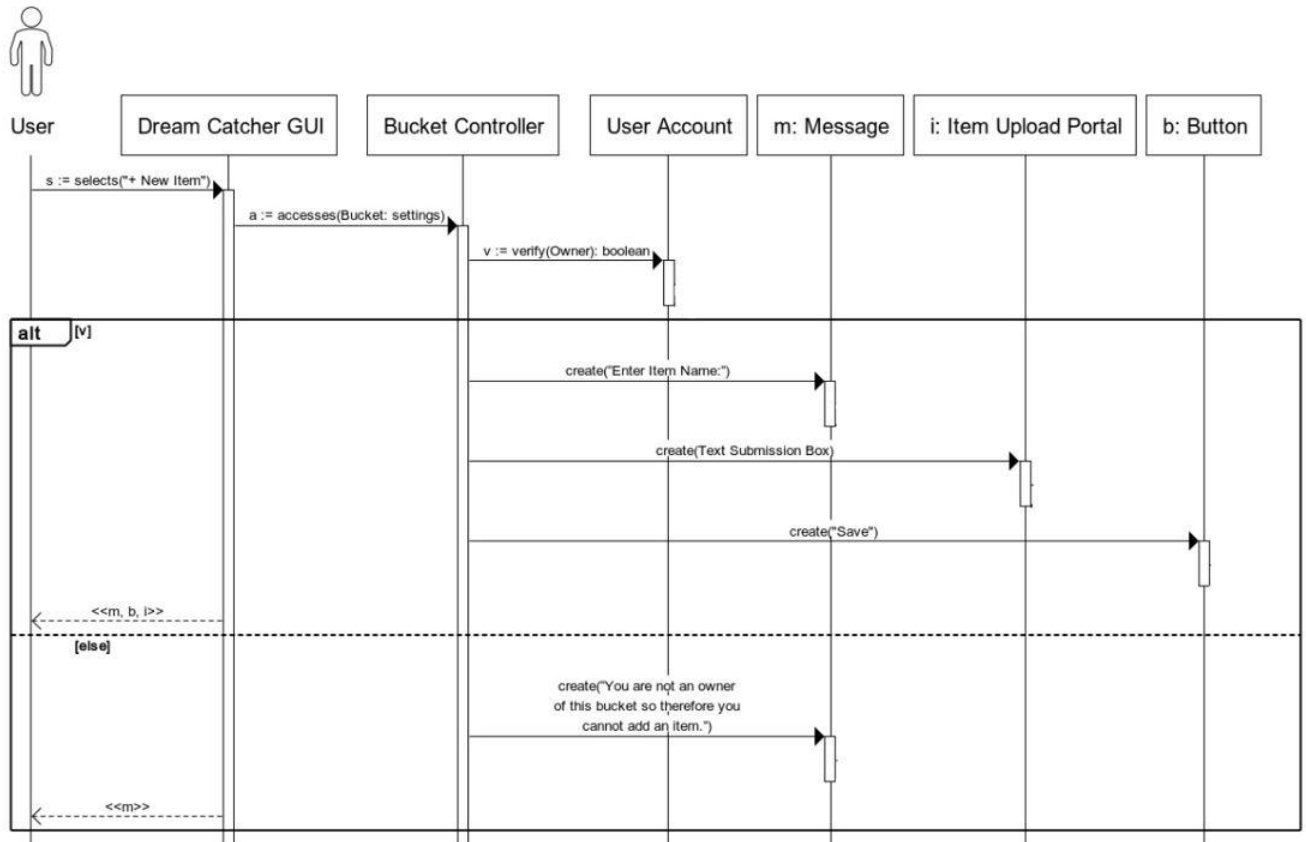 User
Dream Catcher GUI
Bucket Controller
User Account
m: Message
i: Item Upload Portal
b: Button
s := selects("+ New Item")
a := accesses(Bucket: settings)
v := verify(Owner): boolean
alt
[v]
create("Enter Item Name:")
create(Text Submission Box)
create("Save")
<<m, b, i>>
[else]
create("You are not an owner
of this bucket so therefore you
cannot add an item.")
<<m>>